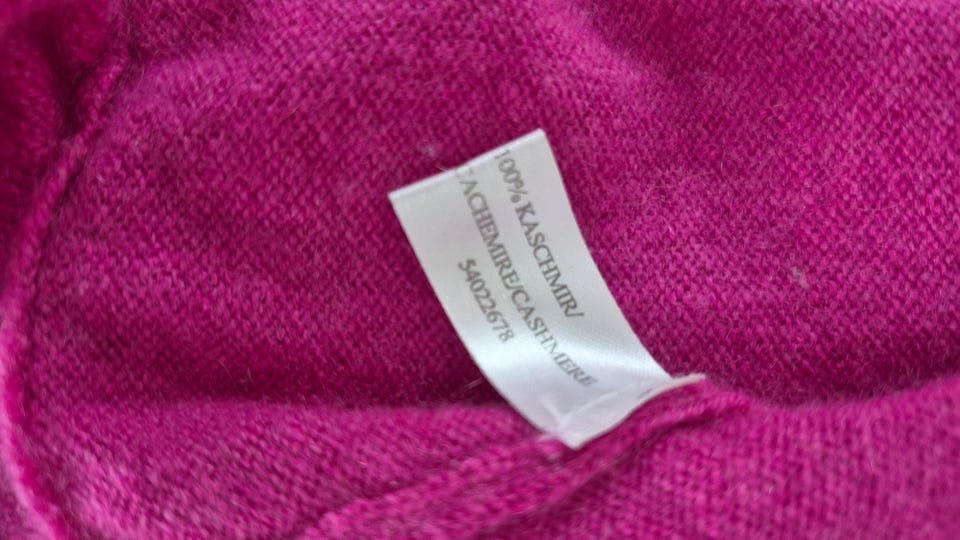 100% KASCHMIR/
CACHEMIRE/CASHMERE
54022678